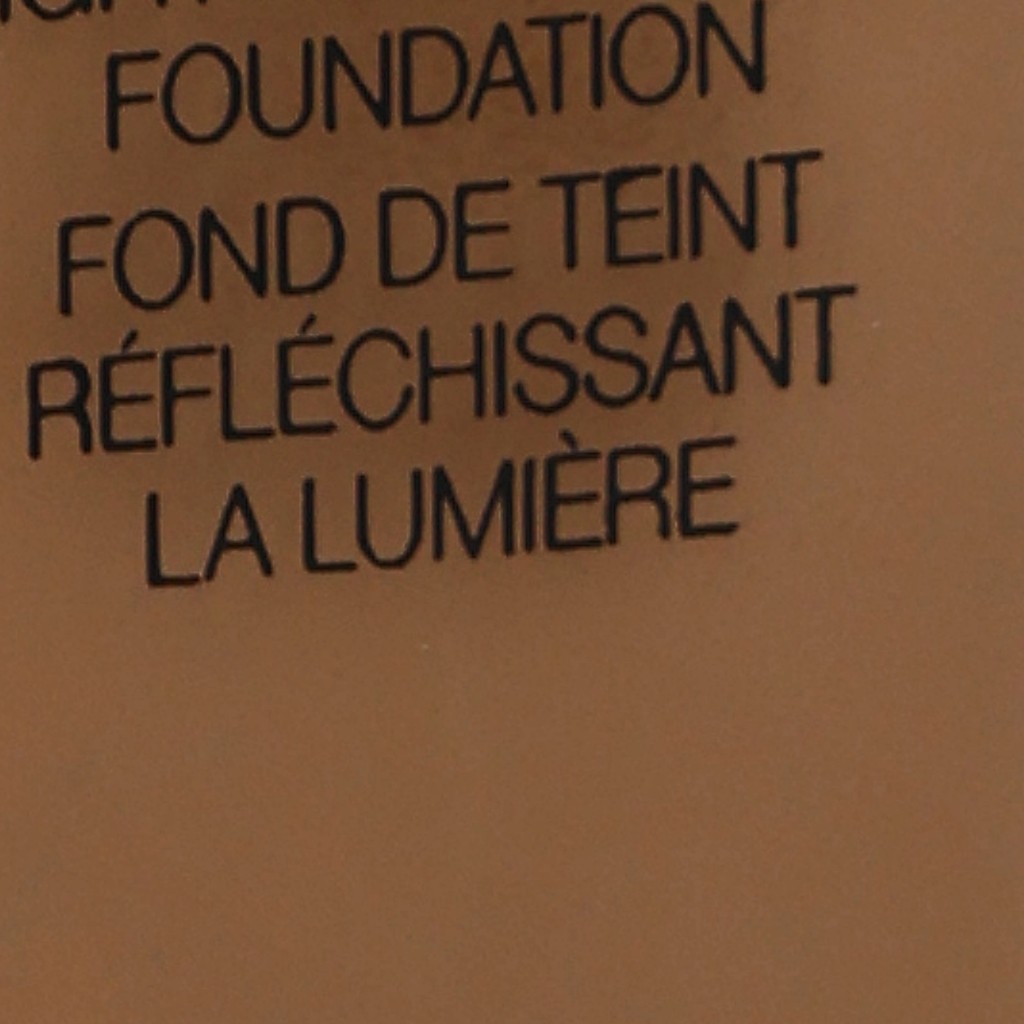 FOUNDATION
FOND DE TEINT
RÉFLÉCHISSANT
LA LUMIÈRE